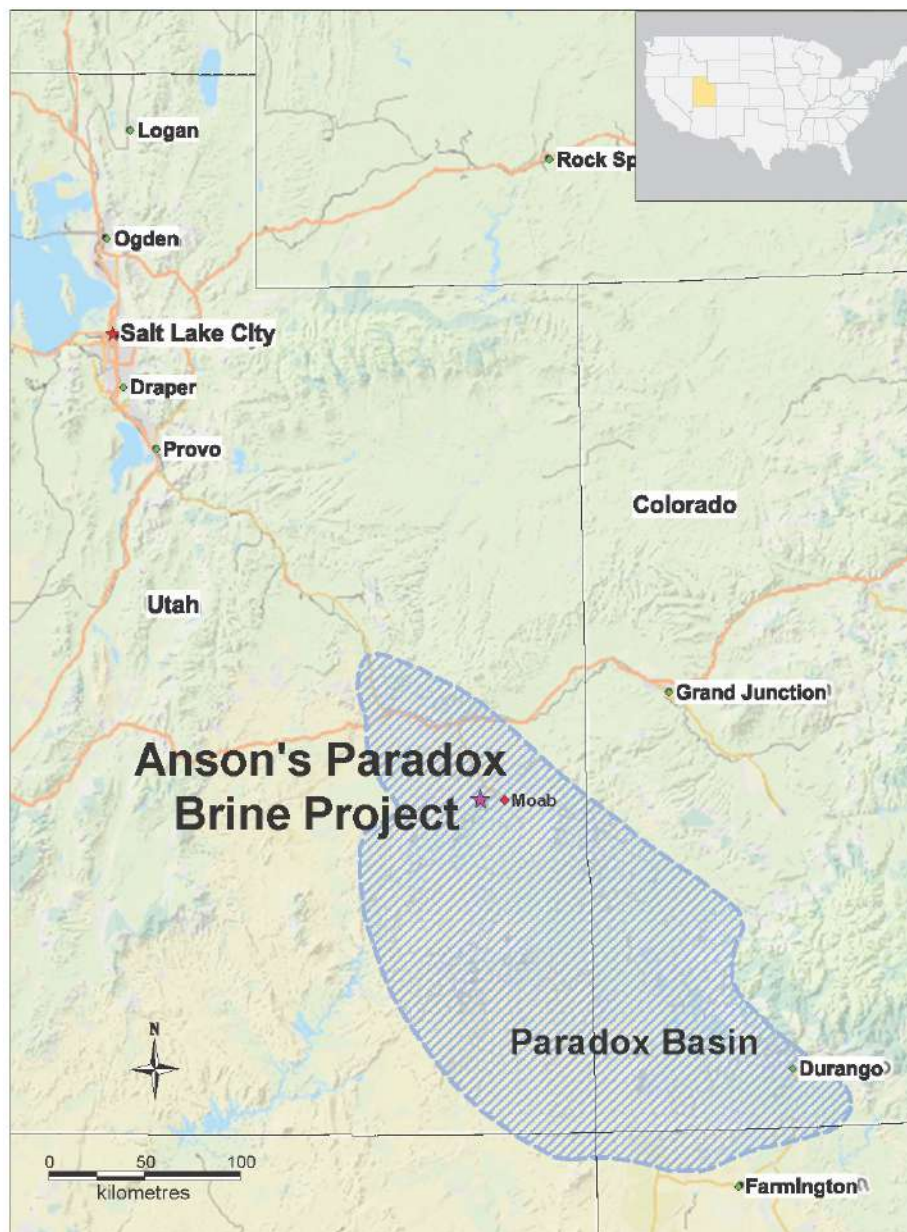 Logan
Rock Sp
Ogden
Salt Lake City
Draper
Provo
Colorado
Utah
Grand Junction
Anson's Paradox
Brine Project
Moab
N
Paradox Basin
Durango
0 50 100
kilometres
Farmington